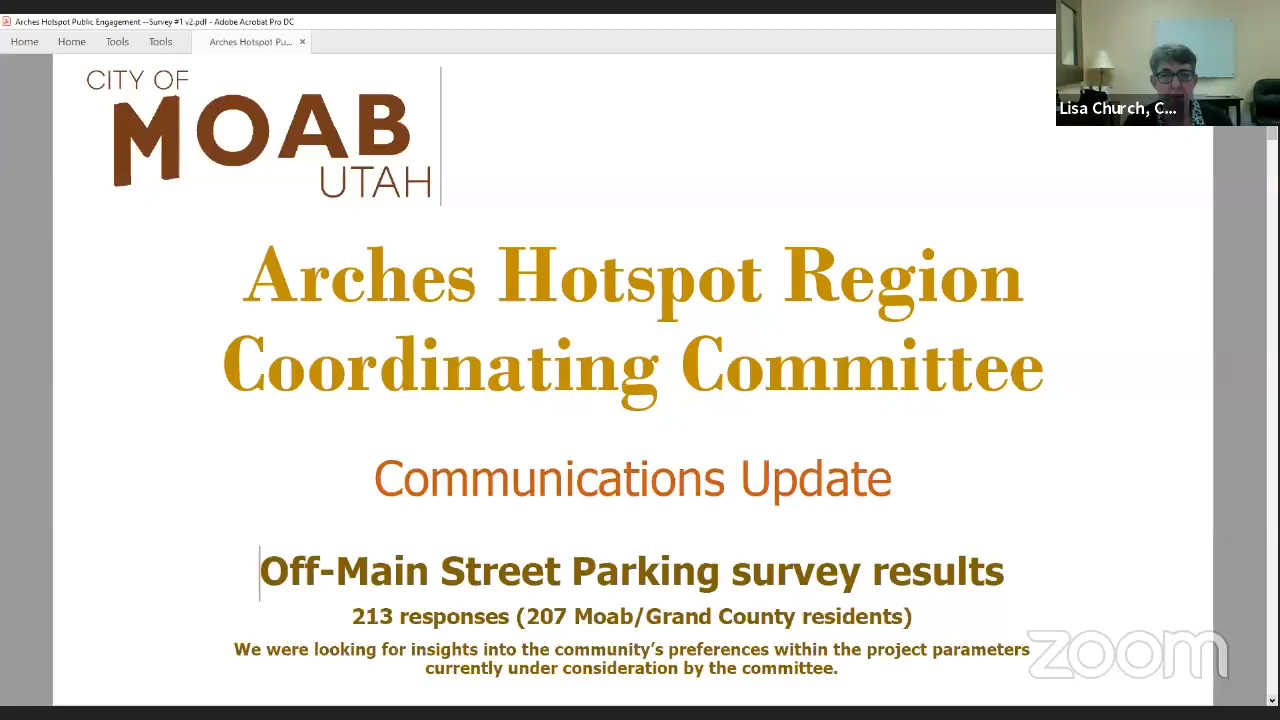 Arches Hotspot Public Engagement --Survey #1 v2.pdf - Adobe Acrobat Pro DC
Home Home Tools Tools Arches Hotspot Pu... ×
Lisa Church, C...
CITY OF
MOAB
UTAH
Arches Hotspot Region
Coordinating Committee
Communications Update
Off-Main Street Parking survey results
213 responses (207 Moab/Grand County residents)
We were looking for insights into the community's preferences within the project parameters
currently under consideration by the committee.
zoom